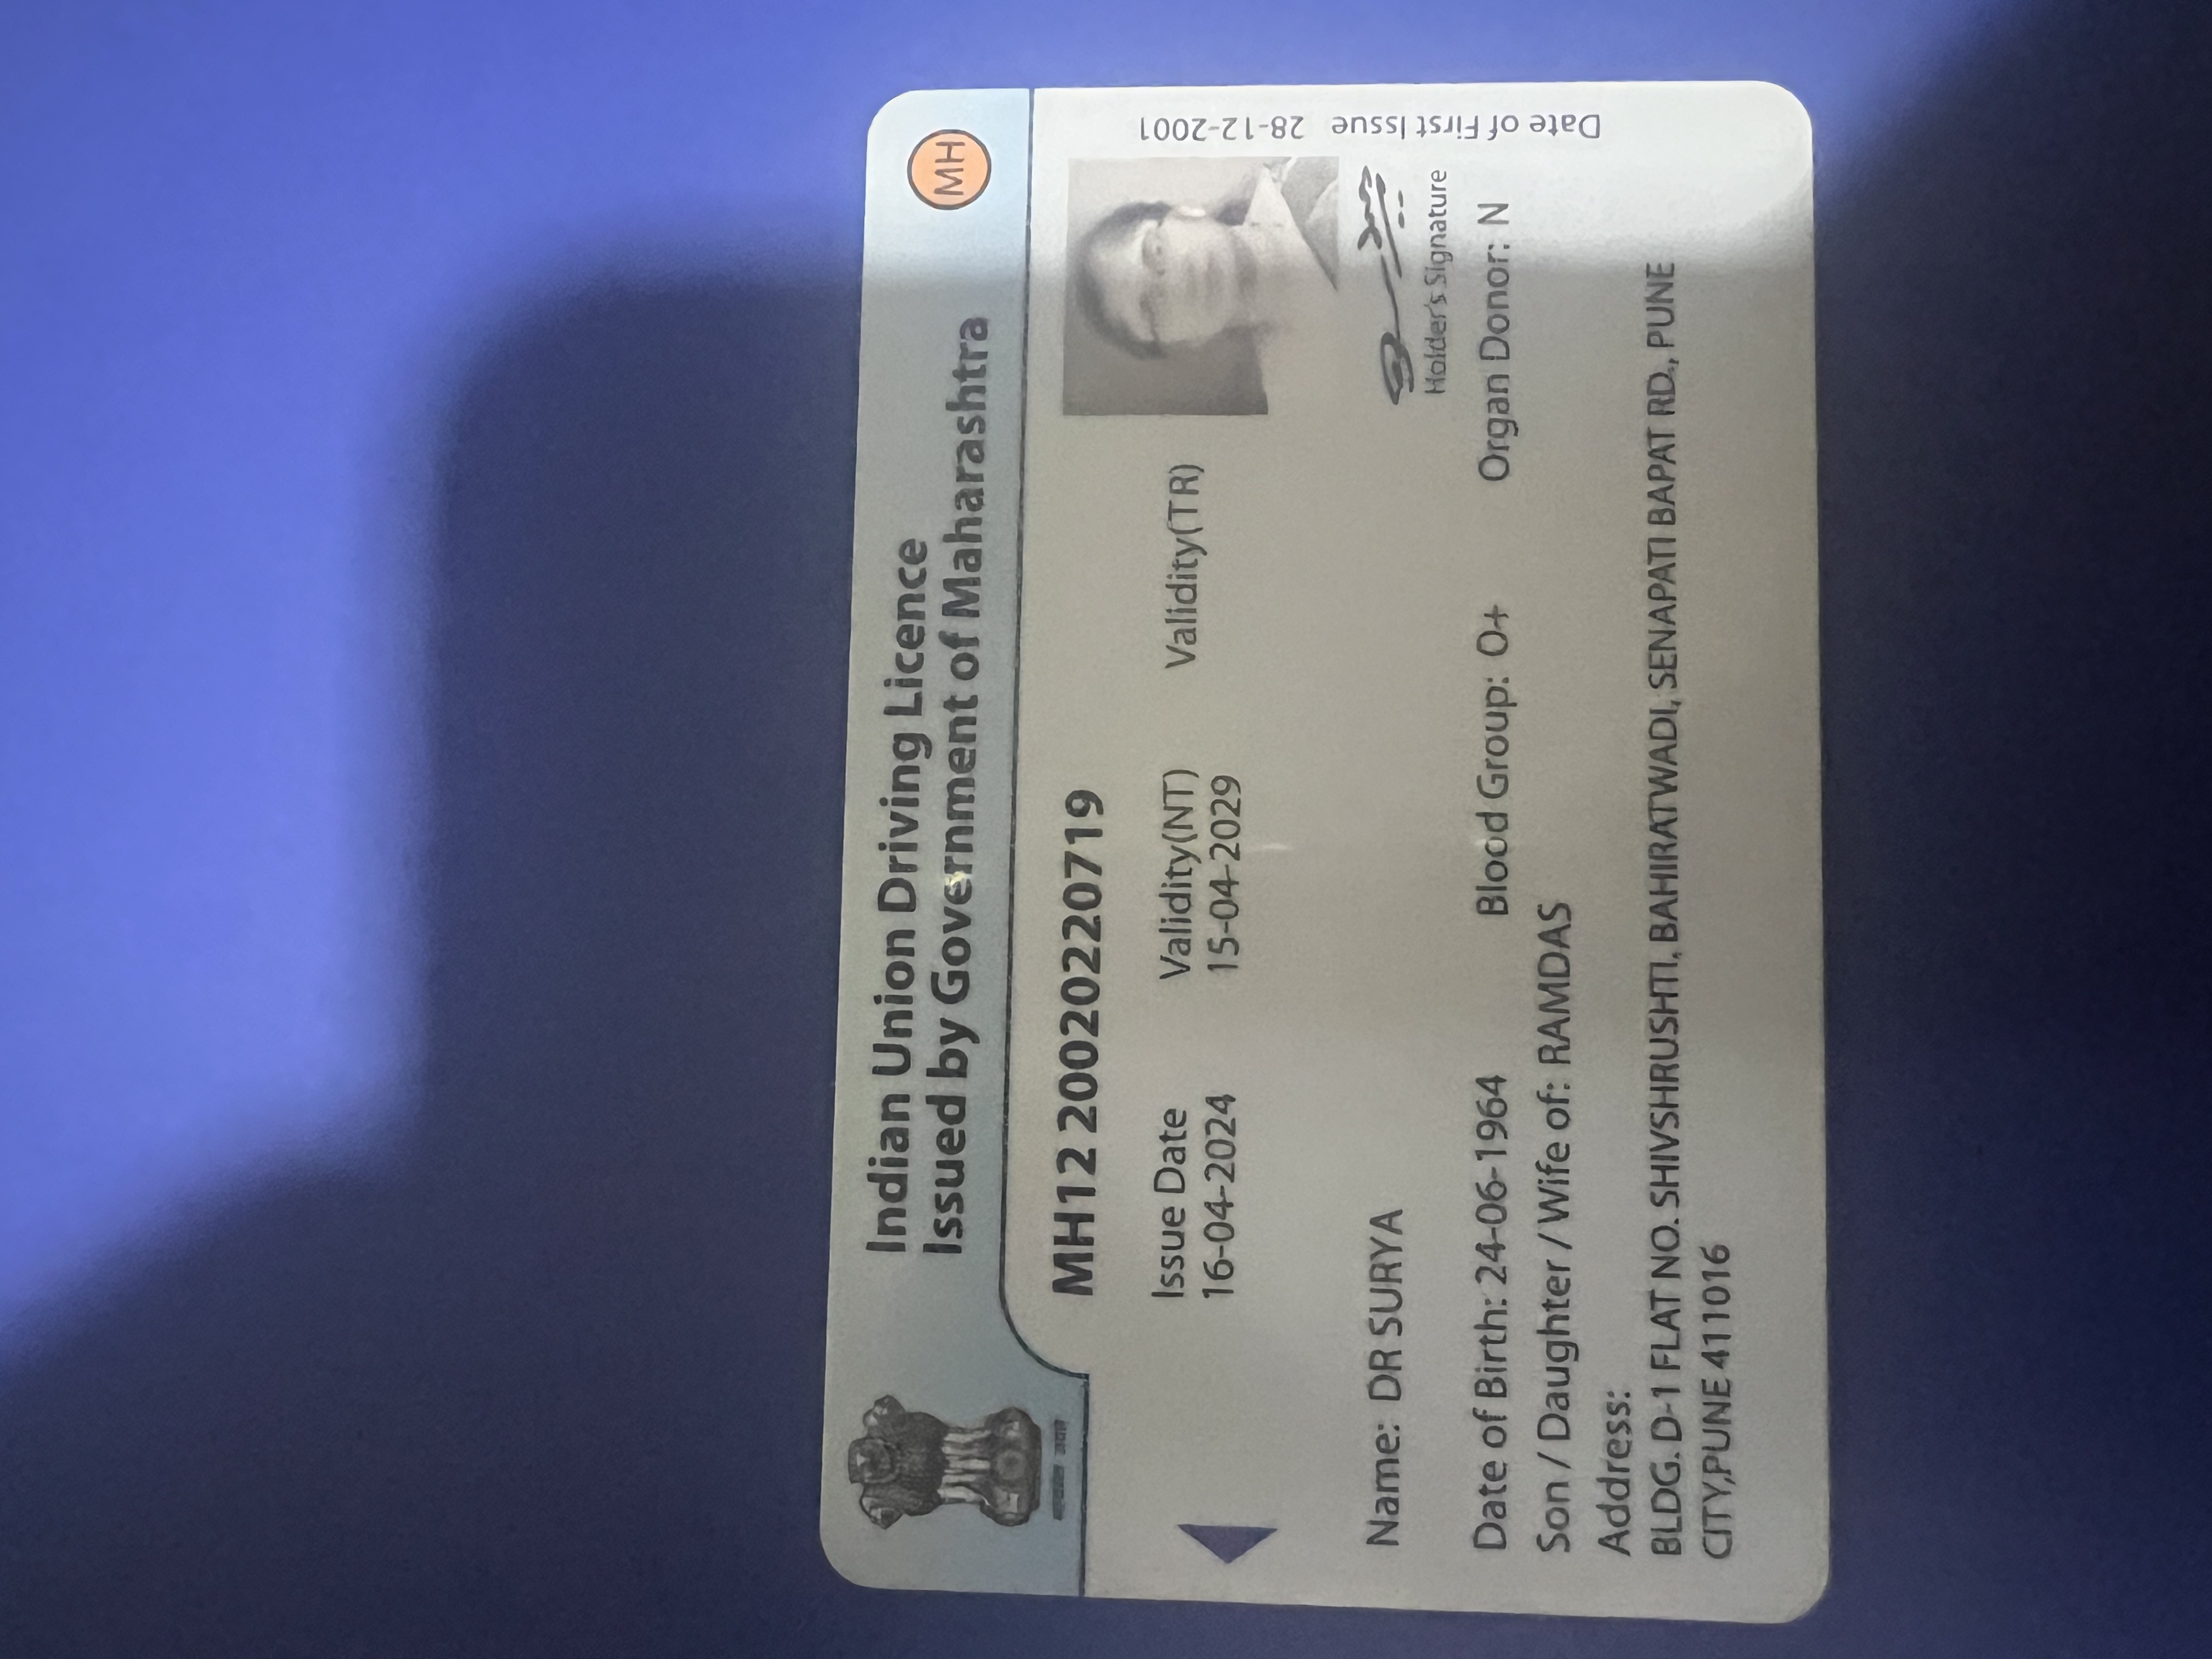 Indian Union Driving Licence
Issued by Government of Maharashtra
MH
MH12 20020220719
Issue Date Validity(NT) Validity(TR)
16-04-2024 15-04-2029
Date of First Issue 28-12-2001
Holder's Signature
Name: DR SURYA
Date of Birth: 24-06-1964 Blood Group: O+ Organ Donor: N
Son / Daughter / Wife of: RAMDAS
Address:
BLDG. D-1 FLAT NO. SHIVSHRUSHTI, BAHIRATWADI, SENAPATI BAPAT RD., PUNE
CITY,PUNE 411016